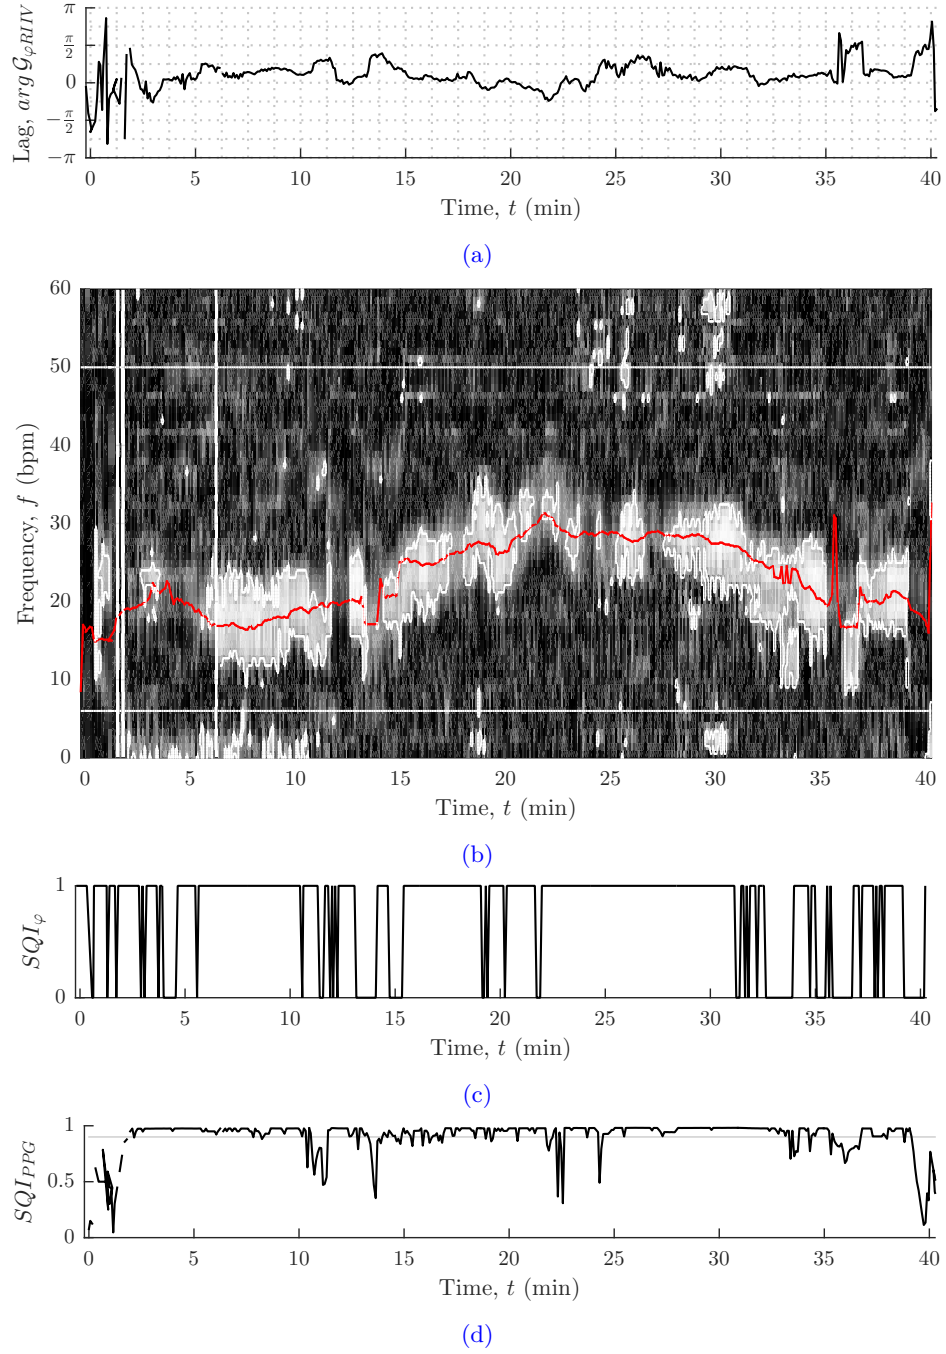 π
π/2
0
−π/2
−π
Lag, arg 𝒢φRIIV
0 5 10 15 20 25 30 35 40
Time, t (min)
(a)
60
50
40
30
20
10
0
Frequency, f (bpm)
0 5 10 15 20 25 30 35 40
Time, t (min)
(b)
1
0
SQIφ
0 5 10 15 20 25 30 35 40
Time, t (min)
(c)
1
0.5
0
SQIPPG
0 5 10 15 20 25 30 35 40
Time, t (min)
(d)